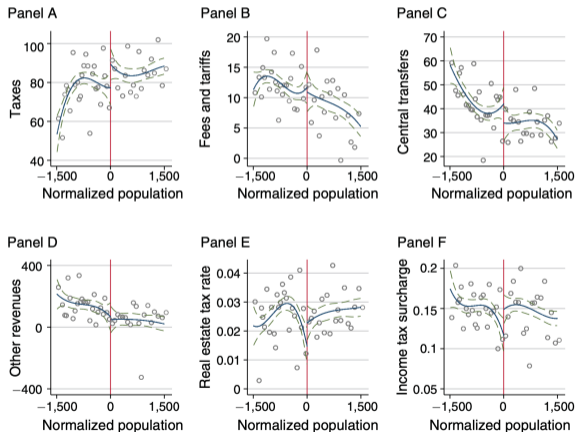 Panel A
Taxes
100
80
60
40
−1,500 0 1,500
Normalized population
Panel B
Fees and tariffs
20
15
10
5
0
−1,500 0 1,500
Normalized population
Panel C
Central transfers
70
60
50
40
30
20
−1,500 0 1,500
Normalized population
Panel D
Other revenues
400
0
−400
−1,500 0 1,500
Normalized population
Panel E
Real estate tax rate
0.04
0.03
0.02
0.01
0
−1,500 0 1,500
Normalized population
Panel F
Income tax surcharge
0.2
0.15
0.1
0.05
−1,500 0 1,500
Normalized population